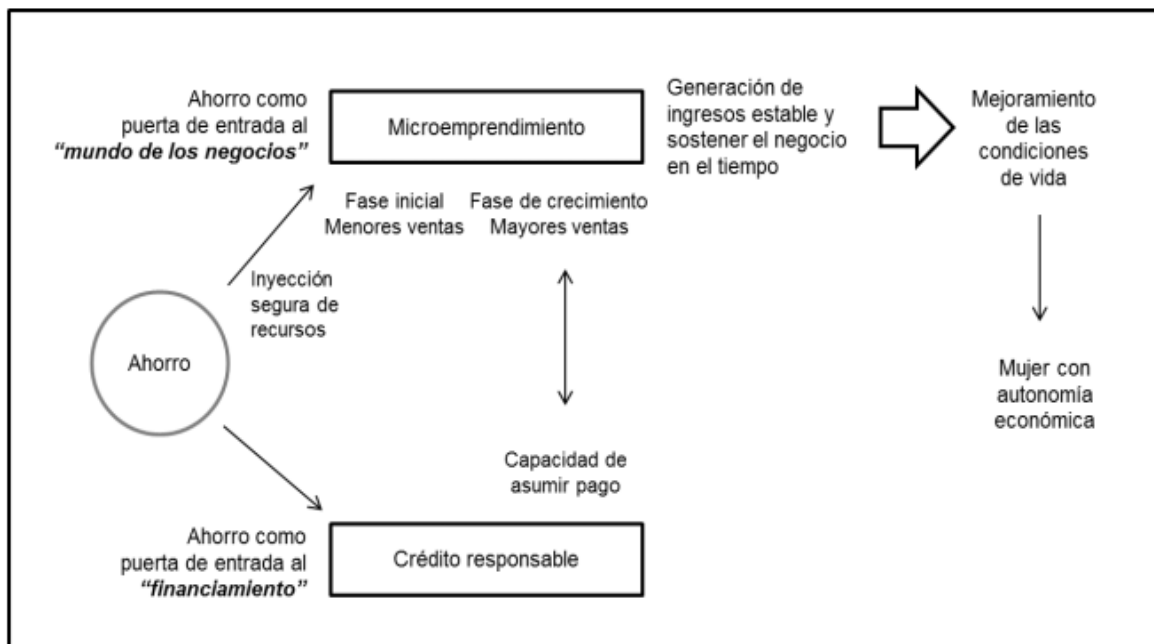 Ahorro como
puerta de entrada al
“mundo de los negocios”
Microemprendimiento
Generación de
ingresos estable y
sostener el negocio
en el tiempo
Mejoramiento
de las
condiciones
de vida
Fase inicial
Menores ventas
Fase de crecimiento
Mayores ventas
Inyección
segura de
recursos
Ahorro
Mujer con
autonomía
económica
Capacidad de
asumir pago
Ahorro como
puerta de entrada al
“financiamiento”
Crédito responsable